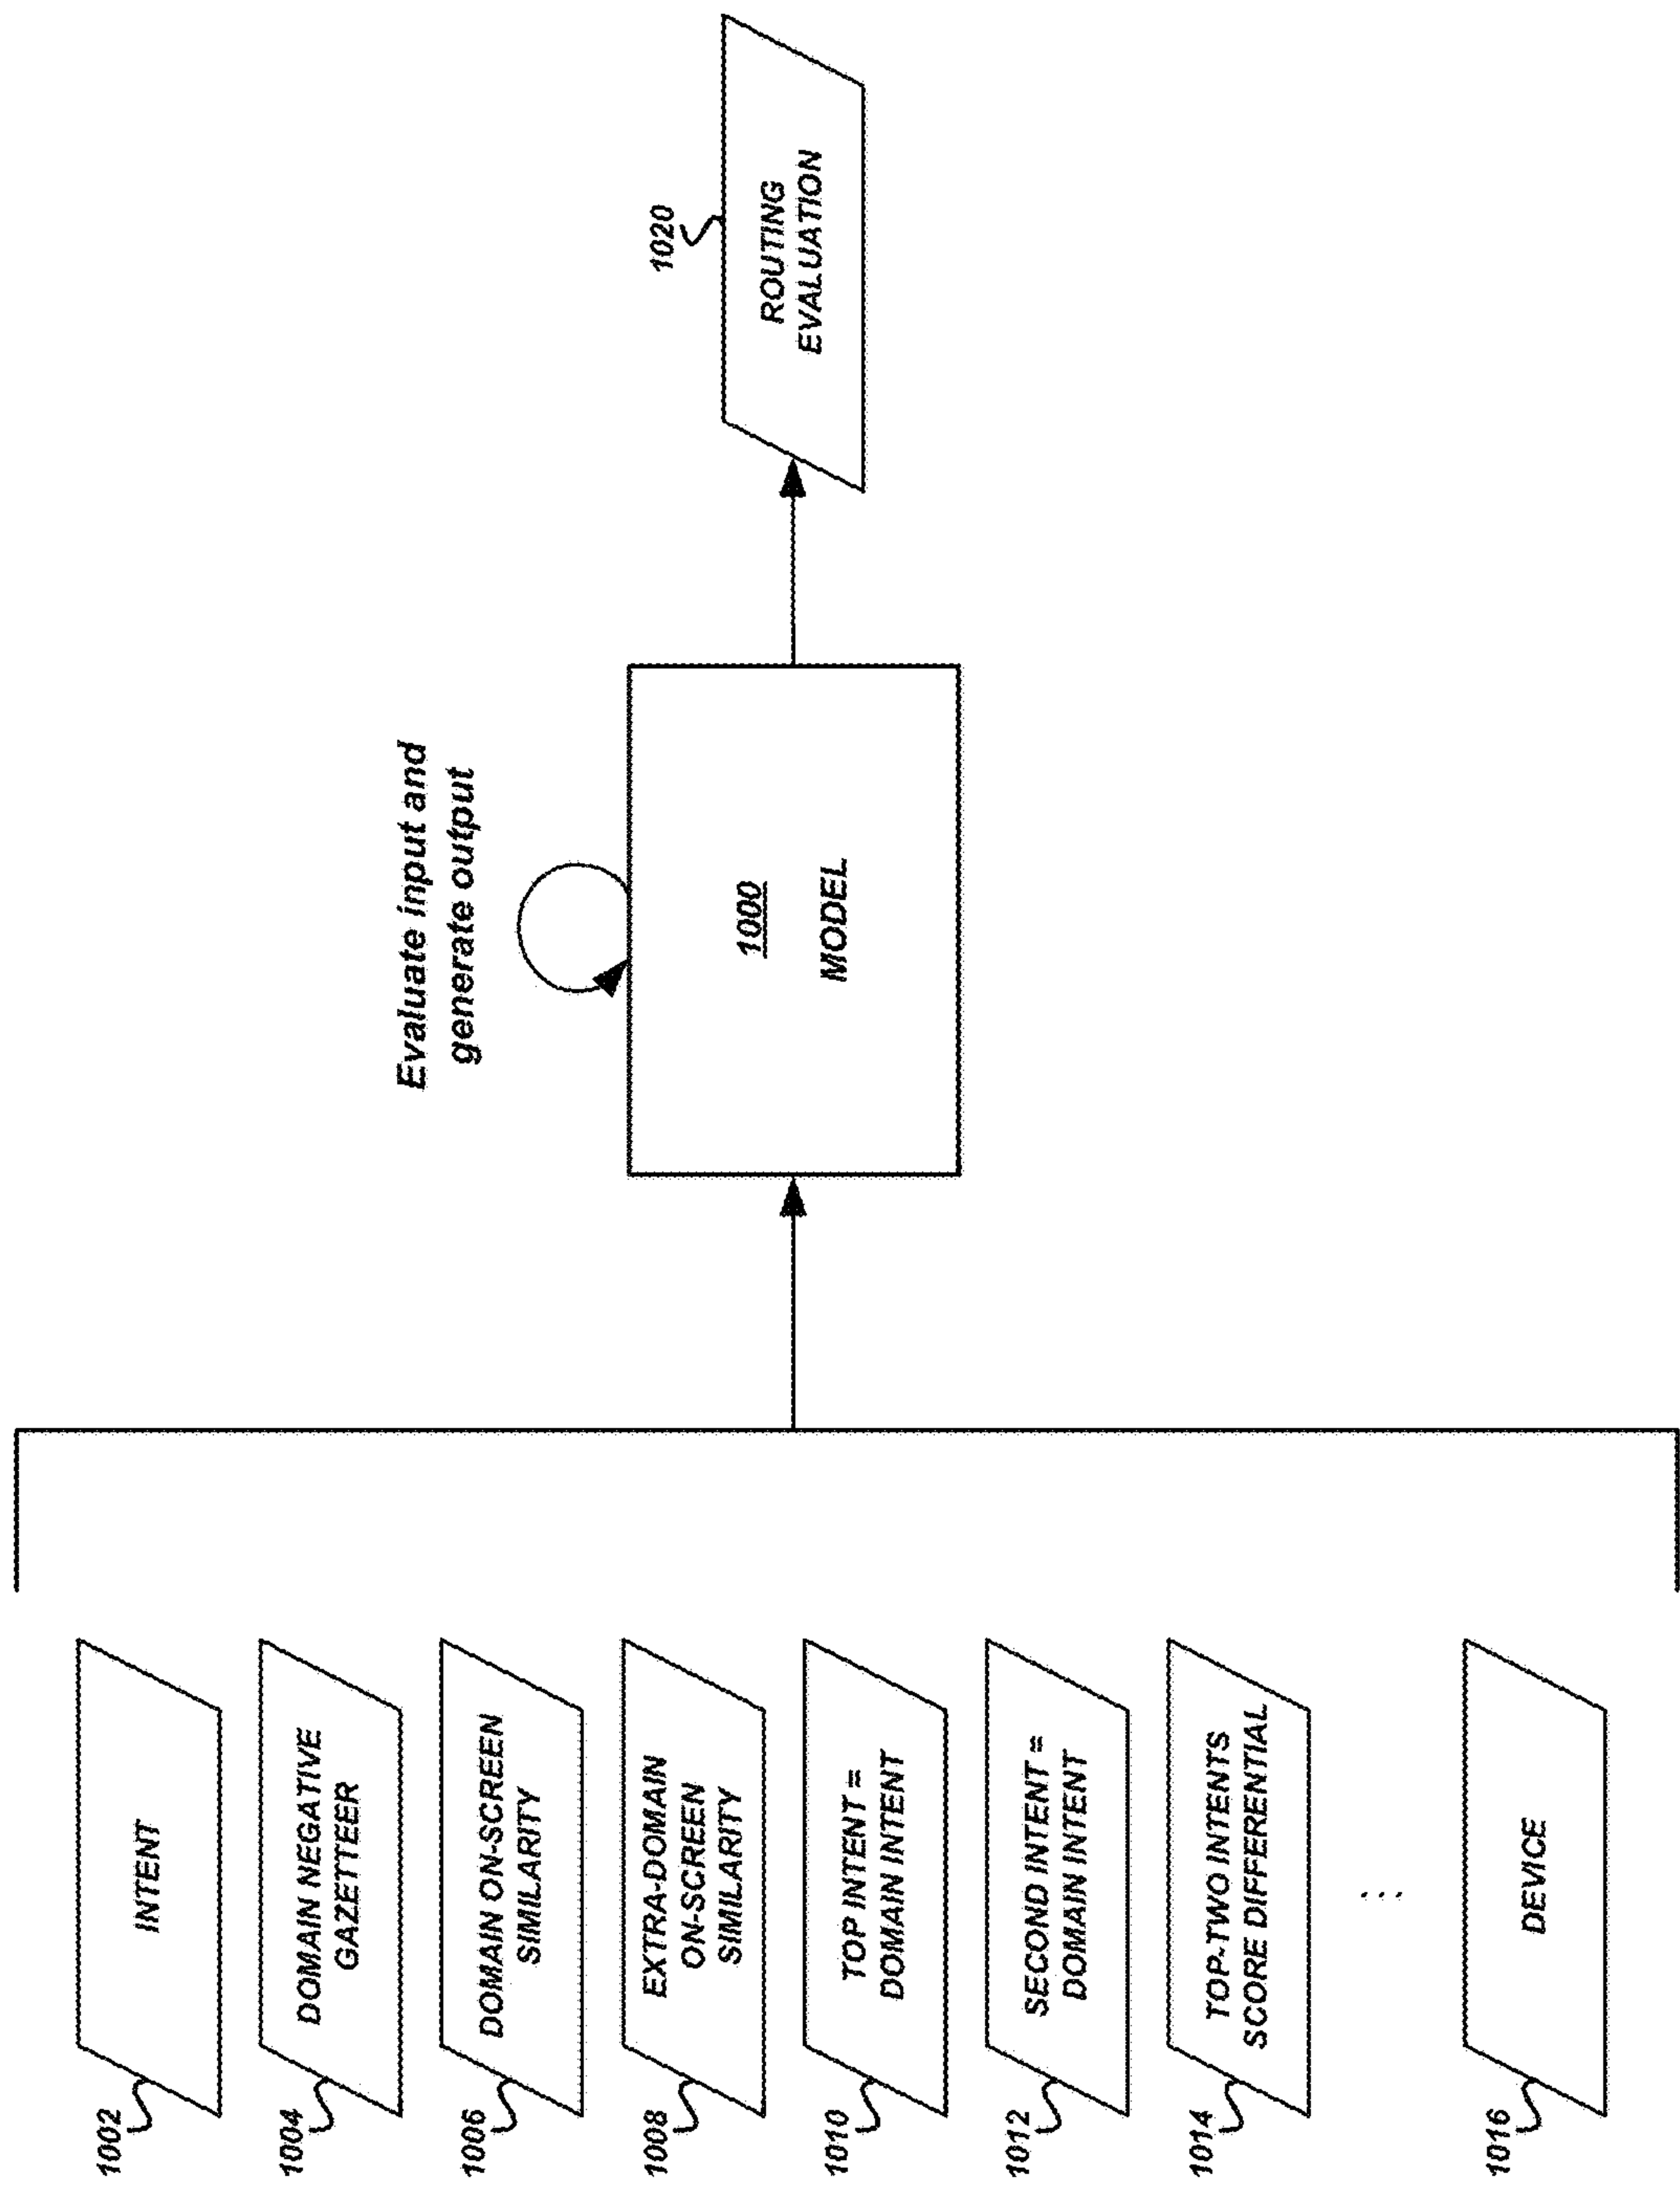 1002
INTENT
1004
DOMAIN NEGATIVE
GAZETTEER
1006
DOMAIN ON-SCREEN
SIMILARITY
1008
EXTRA-DOMAIN
ON-SCREEN
SIMILARITY
1010
TOP INTENT =
DOMAIN INTENT
1012
SECOND INTENT =
DOMAIN INTENT
1014
TOP-TWO INTENTS
SCORE DIFFERENTIAL
...
1016
DEVICE
Evaluate input and
generate output
1000
MODEL
1020
ROUTING
EVALUATION